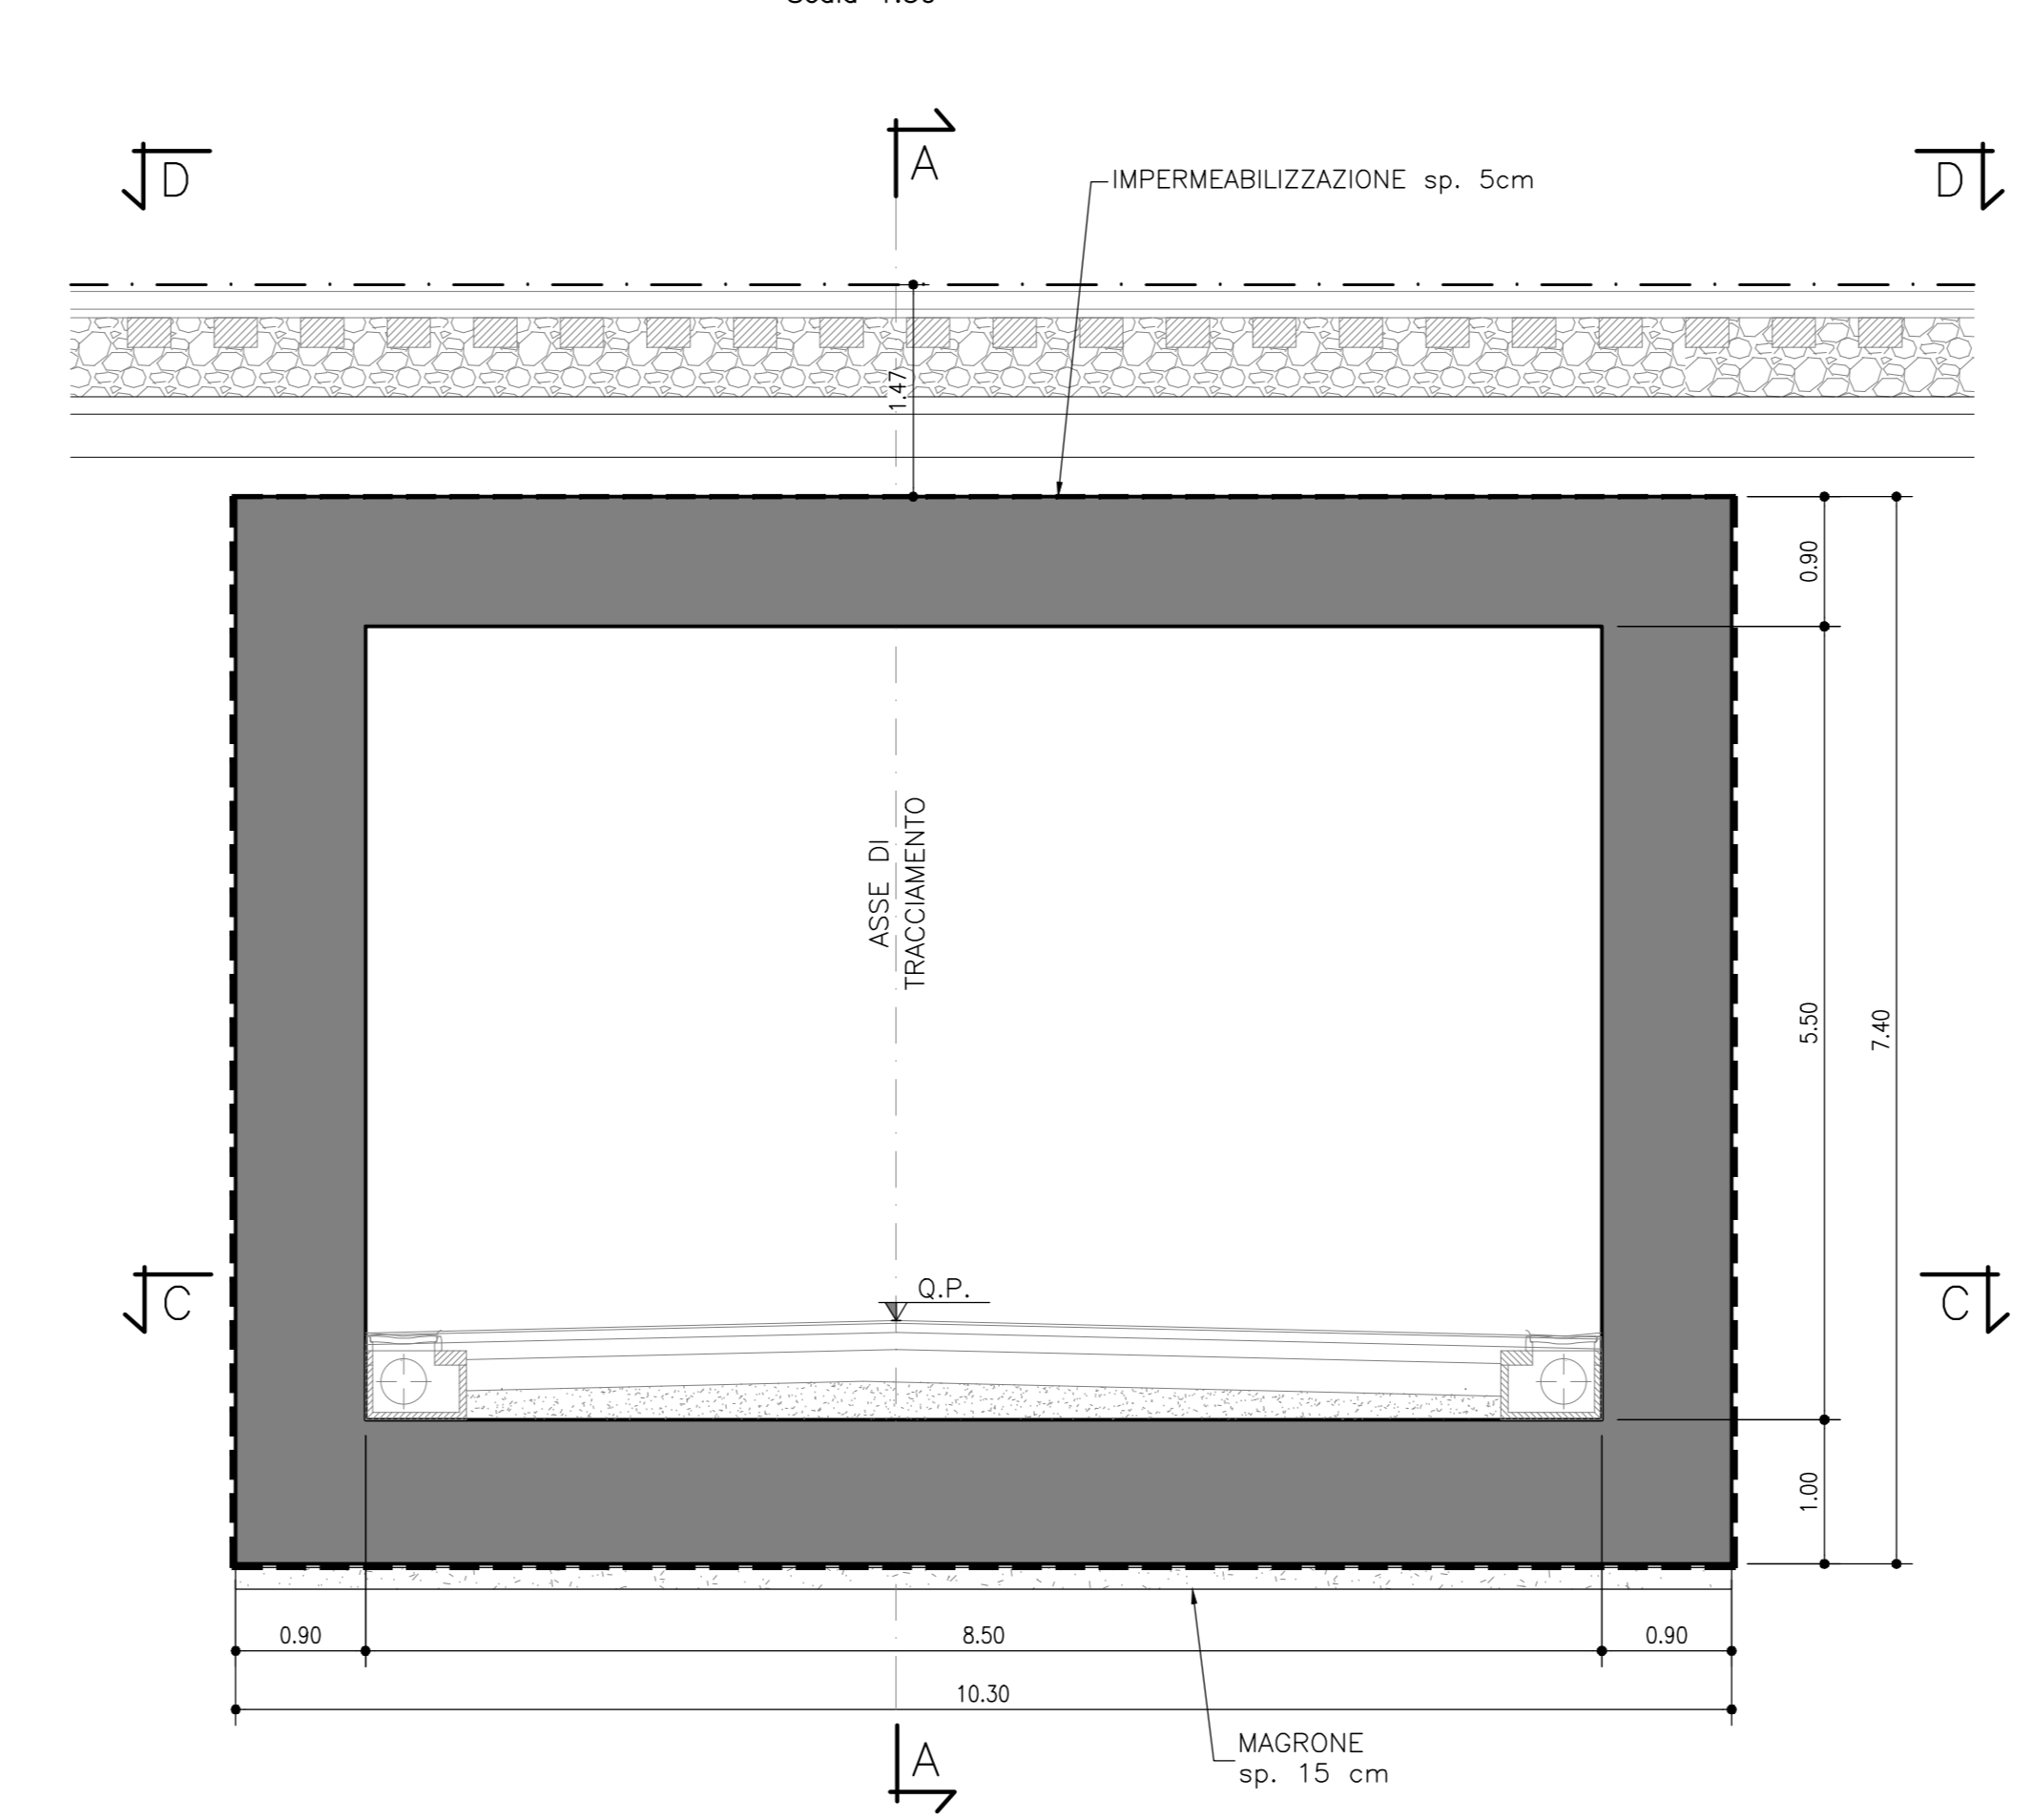 A
D
D
IMPERMEABILIZZAZIONE sp. 5cm
1.47
0.90
ASSE DI
TRACCIAMENTO
5.50
7.40
Q.P.
C
C
1.00
0.90
8.50
0.90
10.30
MAGRONE
sp. 15 cm
A